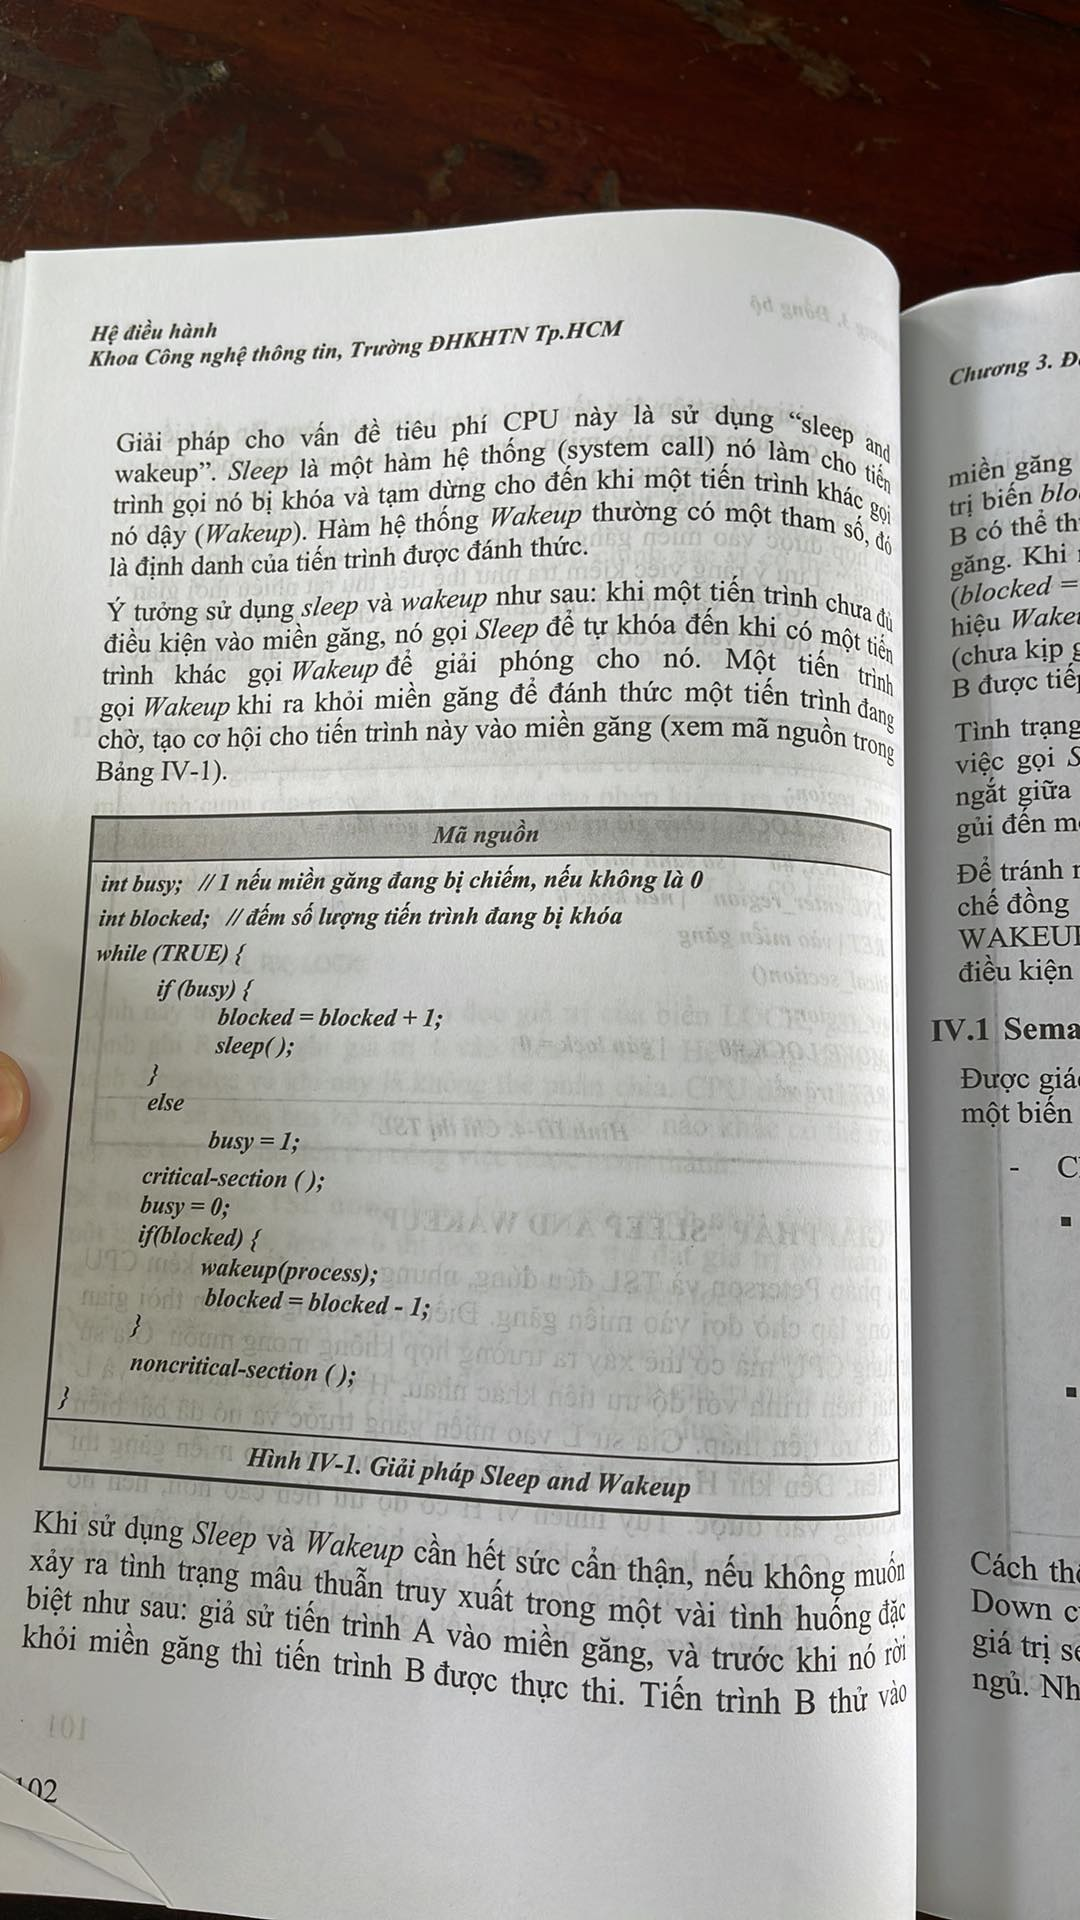 Hệ điều hành
Khoa Công nghệ thông tin, Trường ĐHKHTN Tp.HCM
Giải pháp cho vấn đề tiêu phí CPU này là sử dụng “sleep and
wakeup”. Sleep là một hàm hệ thống (system call) nó làm cho tiến
trình gọi nó bị khóa và tạm dừng cho đến khi một tiến trình khác gọi
nó dậy (Wakeup). Hàm hệ thống Wakeup thường có một tham số, đó
là định danh của tiến trình được đánh thức.
Ý tưởng sử dụng sleep và wakeup như sau: khi một tiến trình chưa đủ
điều kiện vào miền găng, nó gọi Sleep để tự khóa đến khi có một tiến
trình khác gọi Wakeup để giải phóng cho nó. Một tiến trình
gọi Wakeup khi ra khỏi miền găng để đánh thức một tiến trình đang
chờ, tạo cơ hội cho tiến trình này vào miền găng (xem mã nguồn trong
Bảng IV-1).
Mã nguồn
int busy; // 1 nếu miền găng đang bị chiếm, nếu không là 0
int blocked; // đếm số lượng tiến trình đang bị khóa
while (TRUE) {
if (busy) {
blocked = blocked + 1;
sleep( );
}
else
busy = 1;
critical-section ( );
busy = 0;
if(blocked) {
wakeup(process);
blocked = blocked - 1;
}
noncritical-section ( );
}
Hình IV-1. Giải pháp Sleep and Wakeup
Khi sử dụng Sleep và Wakeup cần hết sức cẩn thận, nếu không muốn
xảy ra tình trạng mâu thuẫn truy xuất trong một vài tình huống đặc
biệt như sau: giả sử tiến trình A vào miền găng, và trước khi nó rời
khỏi miền găng thì tiến trình B được thực thi. Tiến trình B thử vào
102
Chương 3.
miền găng
trị biến
B có thể
găng. Khi
(blocked =
hiệu
(chưa kịp
B được
Tình trạng
việc gọi
ngắt giữa
gửi đến
Để tránh
chế đồng
điều kiện
IV.1
Được
một biến
-
Cách
Down
giá trị
ngủ.